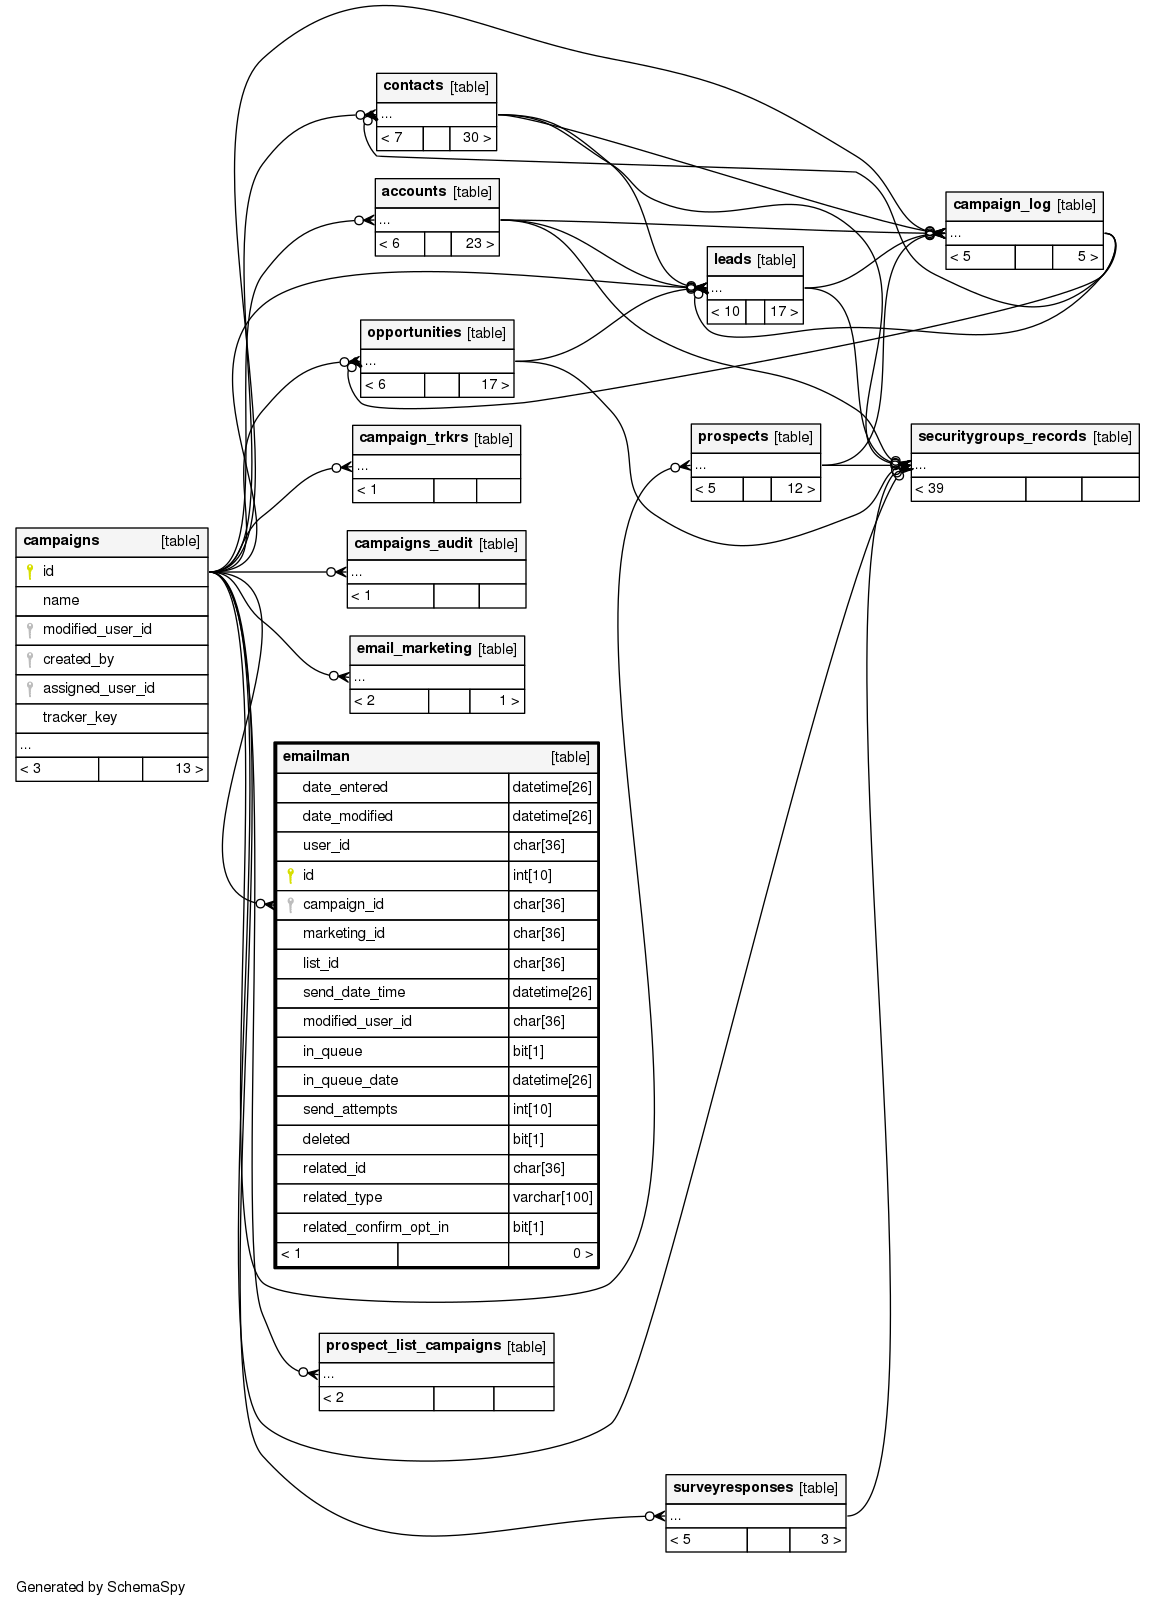 contacts [table]
...
< 7 30 >
accounts [table]
...
< 6 23 >
campaign_log [table]
...
< 5 5 >
leads [table]
...
< 10 17 >
opportunities [table]
...
< 6 17 >
campaign_trkrs [table]
...
< 1
prospects [table]
...
< 5 12 >
securitygroups_records [table]
...
< 39
campaigns [table]
id
name
modified_user_id
created_by
assigned_user_id
tracker_key
...
< 3 13 >
campaigns_audit [table]
...
< 1
email_marketing [table]
...
< 2 1 >
emailman [table]
date_entered datetime[26]
date_modified datetime[26]
user_id char[36]
id int[10]
campaign_id char[36]
marketing_id char[36]
list_id char[36]
send_date_time datetime[26]
modified_user_id char[36]
in_queue bit[1]
in_queue_date datetime[26]
send_attempts int[10]
deleted bit[1]
related_id char[36]
related_type varchar[100]
related_confirm_opt_in bit[1]
< 1 0 >
prospect_list_campaigns [table]
...
< 2
surveyresponses [table]
...
< 5 3 >
Generated by SchemaSpy